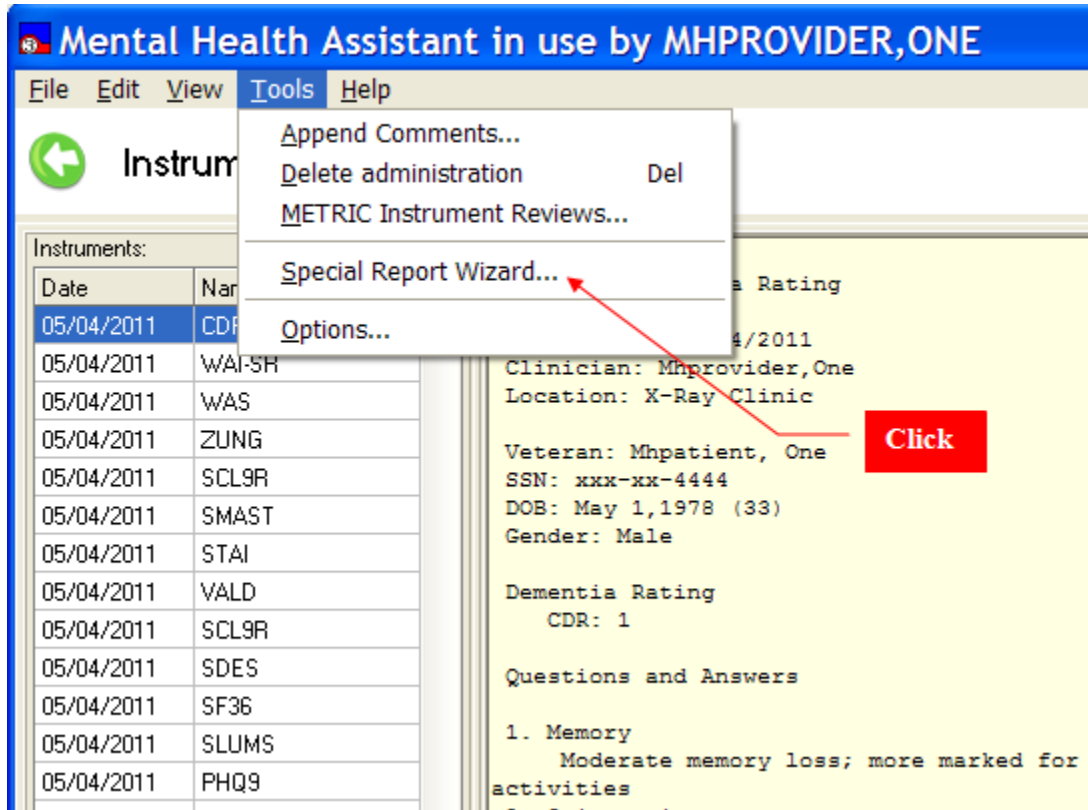 Mental Health Assistant in use by MHPROVIDER,ONE
File Edit View Tools Help
Append Comments...
Delete administration Del
METRIC Instrument Reviews...
Special Report Wizard...
Options...
Instrum
Instruments:
Date Nar
05/04/2011
05/04/2011 WAI-SR
05/04/2011 WAS
05/04/2011 ZUNG
05/04/2011 SCL9R
05/04/2011 SMAST
05/04/2011 STAI
05/04/2011 VALD
05/04/2011 SCL9R
05/04/2011 SDES
05/04/2011 SF36
05/04/2011 SLUMS
05/04/2011 PHQ9
a Rating
4/2011
Clinician: Mhprovider,One
Location: X-Ray Clinic
Veteran: Mhpatient, One
SSN: xxx-xx-4444
DOB: May 1,1978 (33)
Gender: Male
Dementia Rating
CDR: 1
Questions and Answers
1. Memory
Moderate memory loss; more marked for
activities
Click